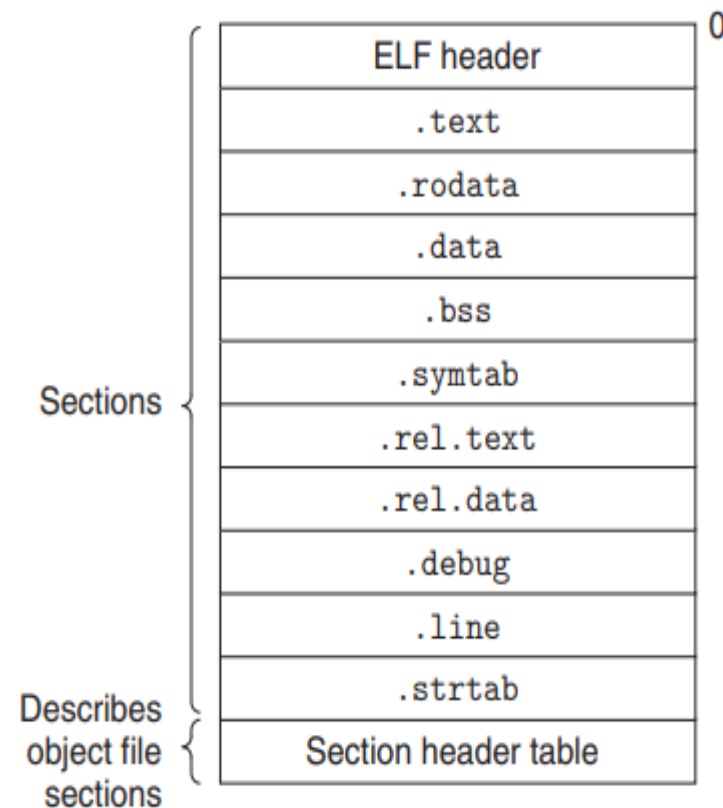 0
ELF header
.text
.rodata
.data
.bss
.symtab
Sections
.rel.text
.rel.data
.debug
.line
.strtab
Describes
object file
sections
Section header table